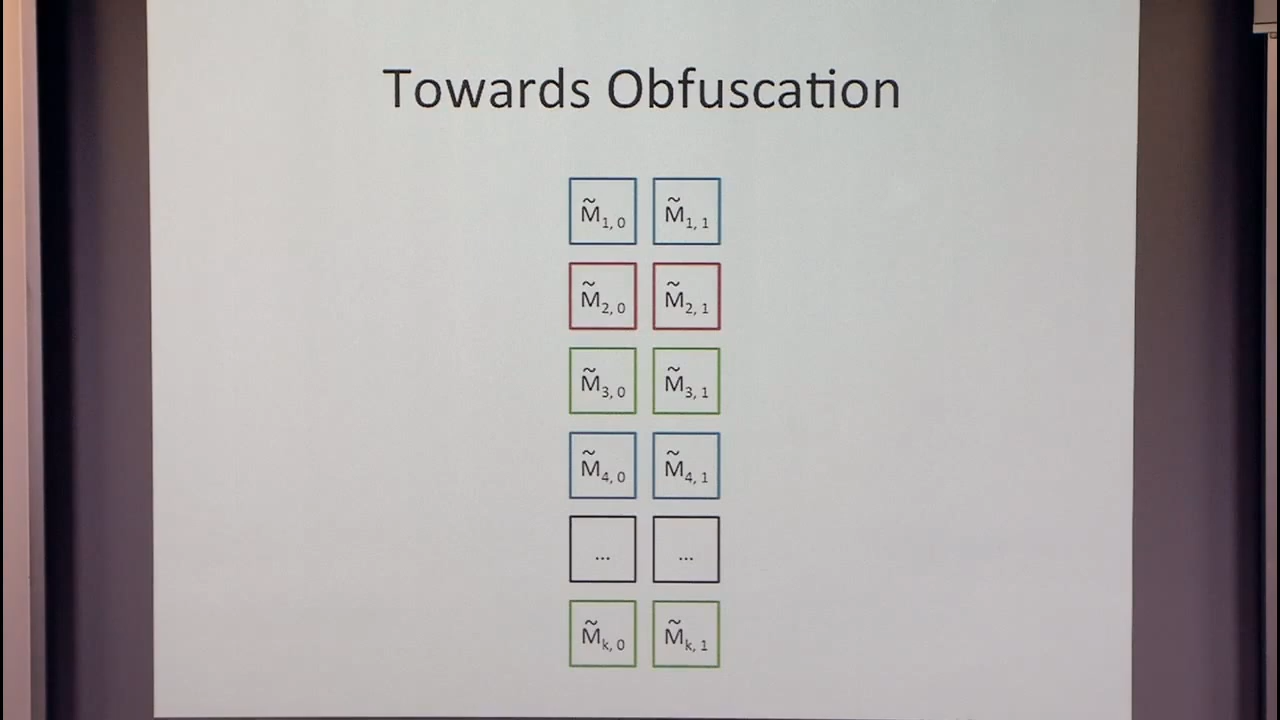 Towards Obfuscation
M̃1, 0 M̃1, 1
M̃2, 0 M̃2, 1
M̃3, 0 M̃3, 1
M̃4, 0 M̃4, 1
... ...
M̃k, 0 M̃k, 1